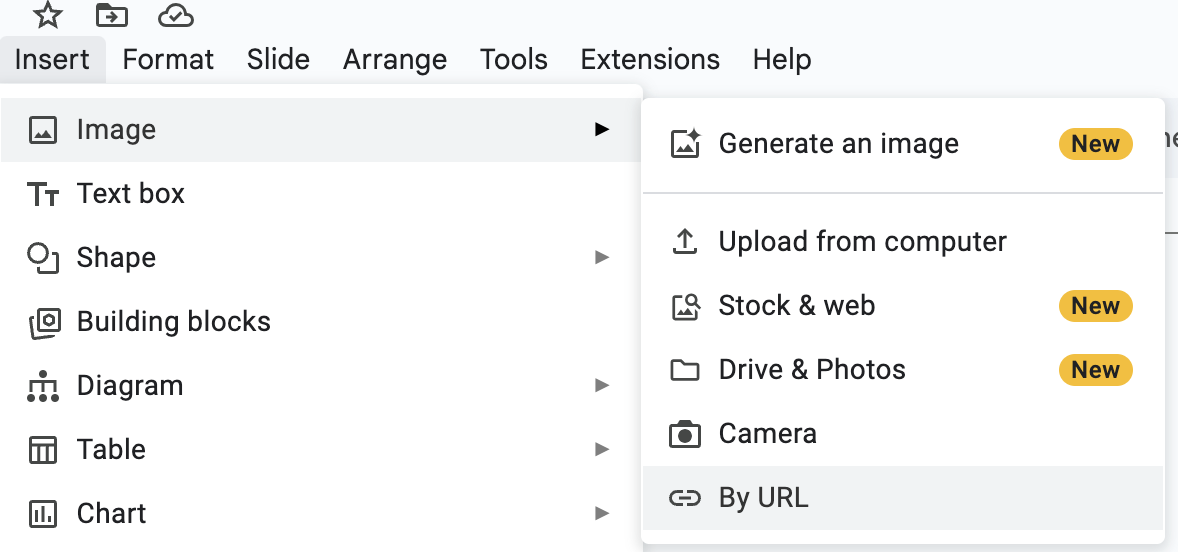 Insert Format Slide Arrange Tools Extensions Help
Image
Text box
Shape
Building blocks
Diagram
Table
Chart
Generate an image New
Upload from computer
Stock & web New
Drive & Photos New
Camera
By URL